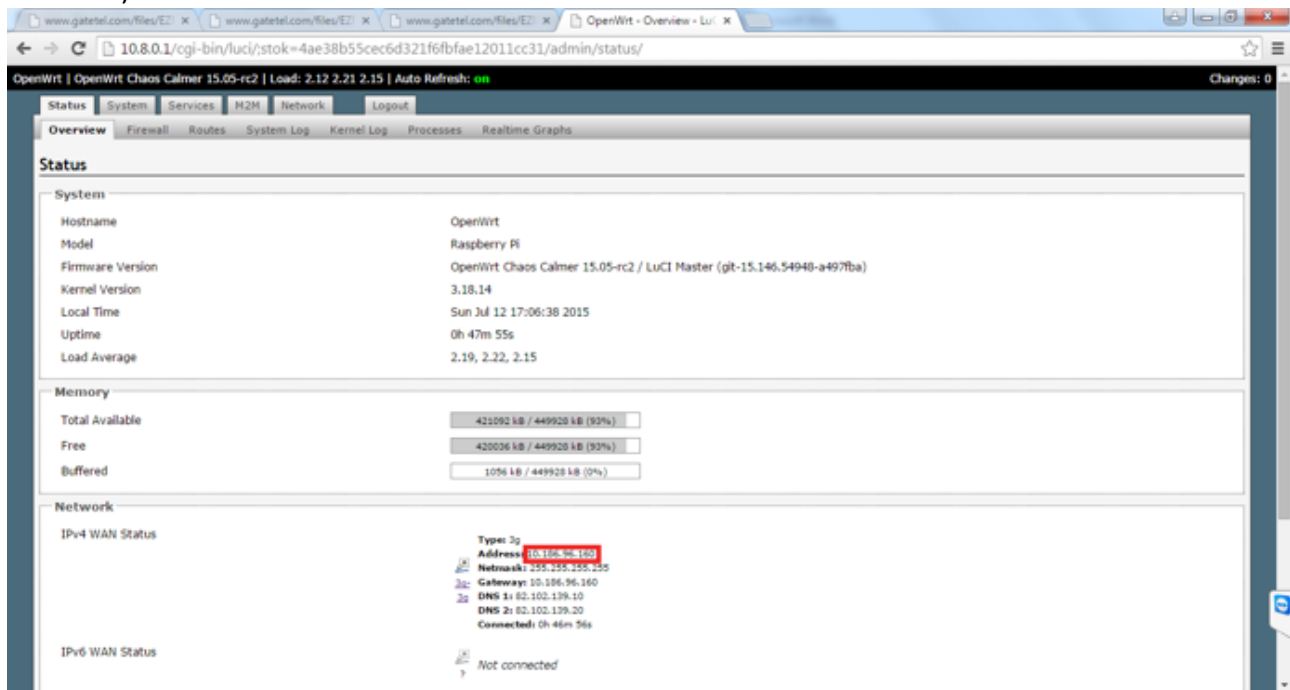 www.gatetel.com/files/EZ
www.gatetel.com/files/EZ
www.gatetel.com/files/EZ
OpenWrt - Overview - Lu
10.8.0.1/cgi-bin/luci/;stok=4ae38b55cec6d321f6fbfae12011cc31/admin/status/
OpenWrt | OpenWrt Chaos Calmer 15.05-rc2 | Load: 2.12 2.21 2.15 | Auto Refresh: on Changes: 0
Status System Services M2M Network Logout
Overview Firewall Routes System Log Kernel Log Processes Realtime Graphs
Status
System
Hostname OpenWrt
Model Raspberry Pi
Firmware Version OpenWrt Chaos Calmer 15.05-rc2 / LuCI Master (git-15.146.54948-a497fba)
Kernel Version 3.18.14
Local Time Sun Jul 12 17:06:38 2015
Uptime 0h 47m 55s
Load Average 2.19, 2.22, 2.15
Memory
Total Available 421092 kB / 449928 kB (93%)
Free 420036 kB / 449928 kB (93%)
Buffered 1056 kB / 449928 kB (0%)
Network
IPv4 WAN Status
Type: 3g
Address: 10.186.96.160
Netmask: 255.255.255.255
3g- Gateway: 10.186.96.160
3g DNS 1: 82.102.139.10
DNS 2: 82.102.139.20
Connected: 0h 46m 56s
IPv6 WAN Status
? Not connected